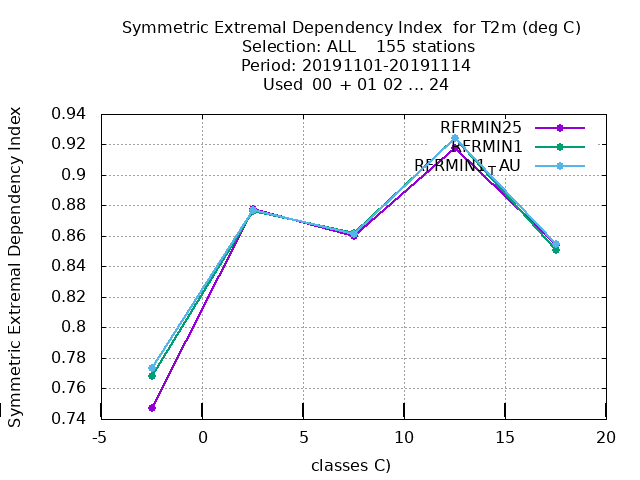 Symmetric Extremal Dependency Index for T2m (deg C)
Selection: ALL 155 stations
Period: 20191101-20191114
Used 00 + 01 02 ... 24
Symmetric Extremal Dependency Index
0.94
0.92
0.9
0.88
0.86
0.84
0.82
0.8
0.78
0.76
0.74
RFRMIN25
RFRMIN1
RFRMIN1TAU
-5
0
5
10
15
20
classes C)